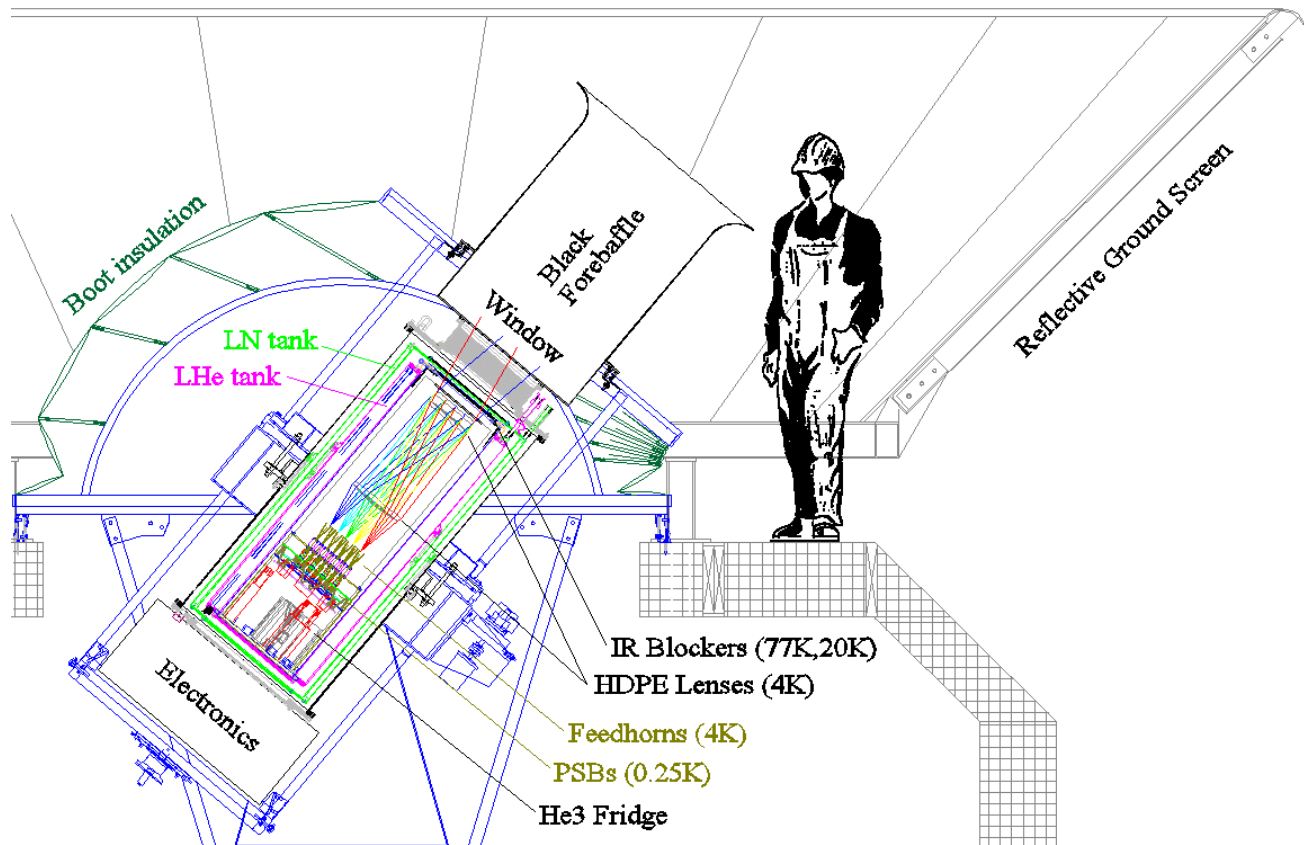 Boot insulation
Black
Forebaffle
Reflective Ground Screen
Window
LN tank
LHe tank
IR Blockers (77K,20K)
HDPE Lenses (4K)
Electronics
Feedhorns (4K)
PSBs (0.25K)
He3 Fridge